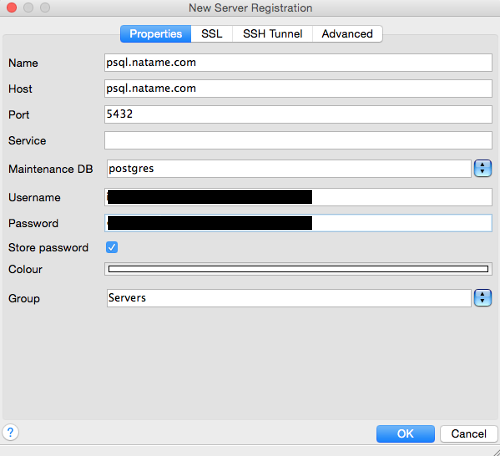 New Server Registration
Properties SSL SSH Tunnel Advanced
Name psql.natame.com
Host psql.natame.com
Port 5432
Service
Maintenance DB postgres
Username
Password
Store password
Colour
Group Servers
? OK Cancel